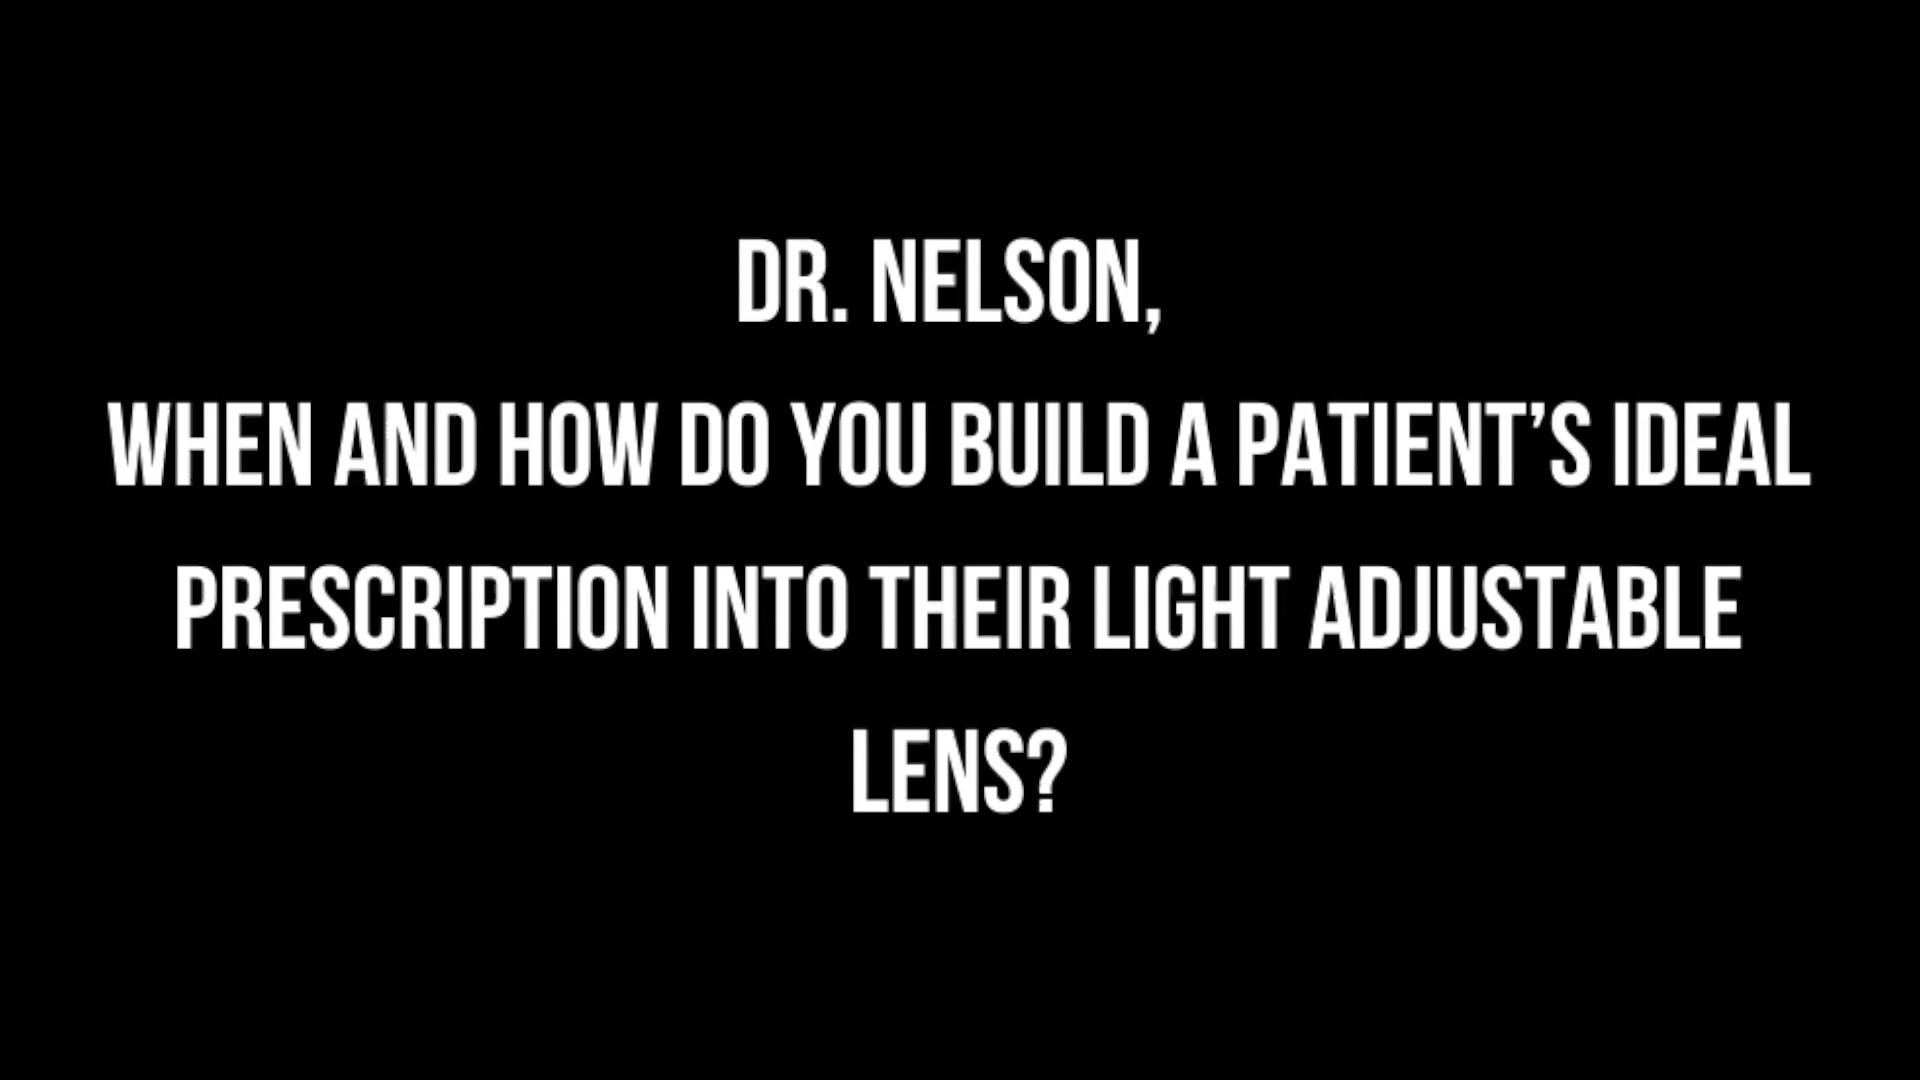 DR. NELSON,
WHEN AND HOW DO YOU BUILD A PATIENT’S IDEAL
PRESCRIPTION INTO THEIR LIGHT ADJUSTABLE
LENS?